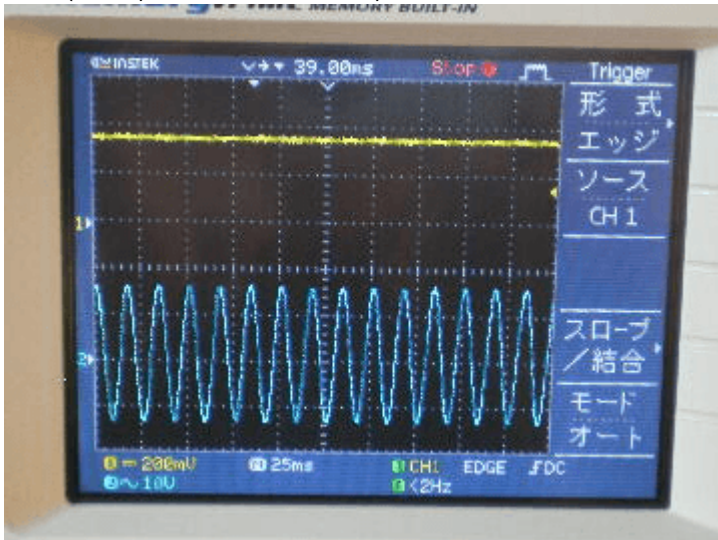 MEMORY BUILT-IN
GW INSTEK 39.00ms Stop Trigger
形 式
エッジ
ソース
CH 1
1
2
スロープ
/結合
モード
オート
200mV 25ms CH1 EDGE DC
10V <2Hz